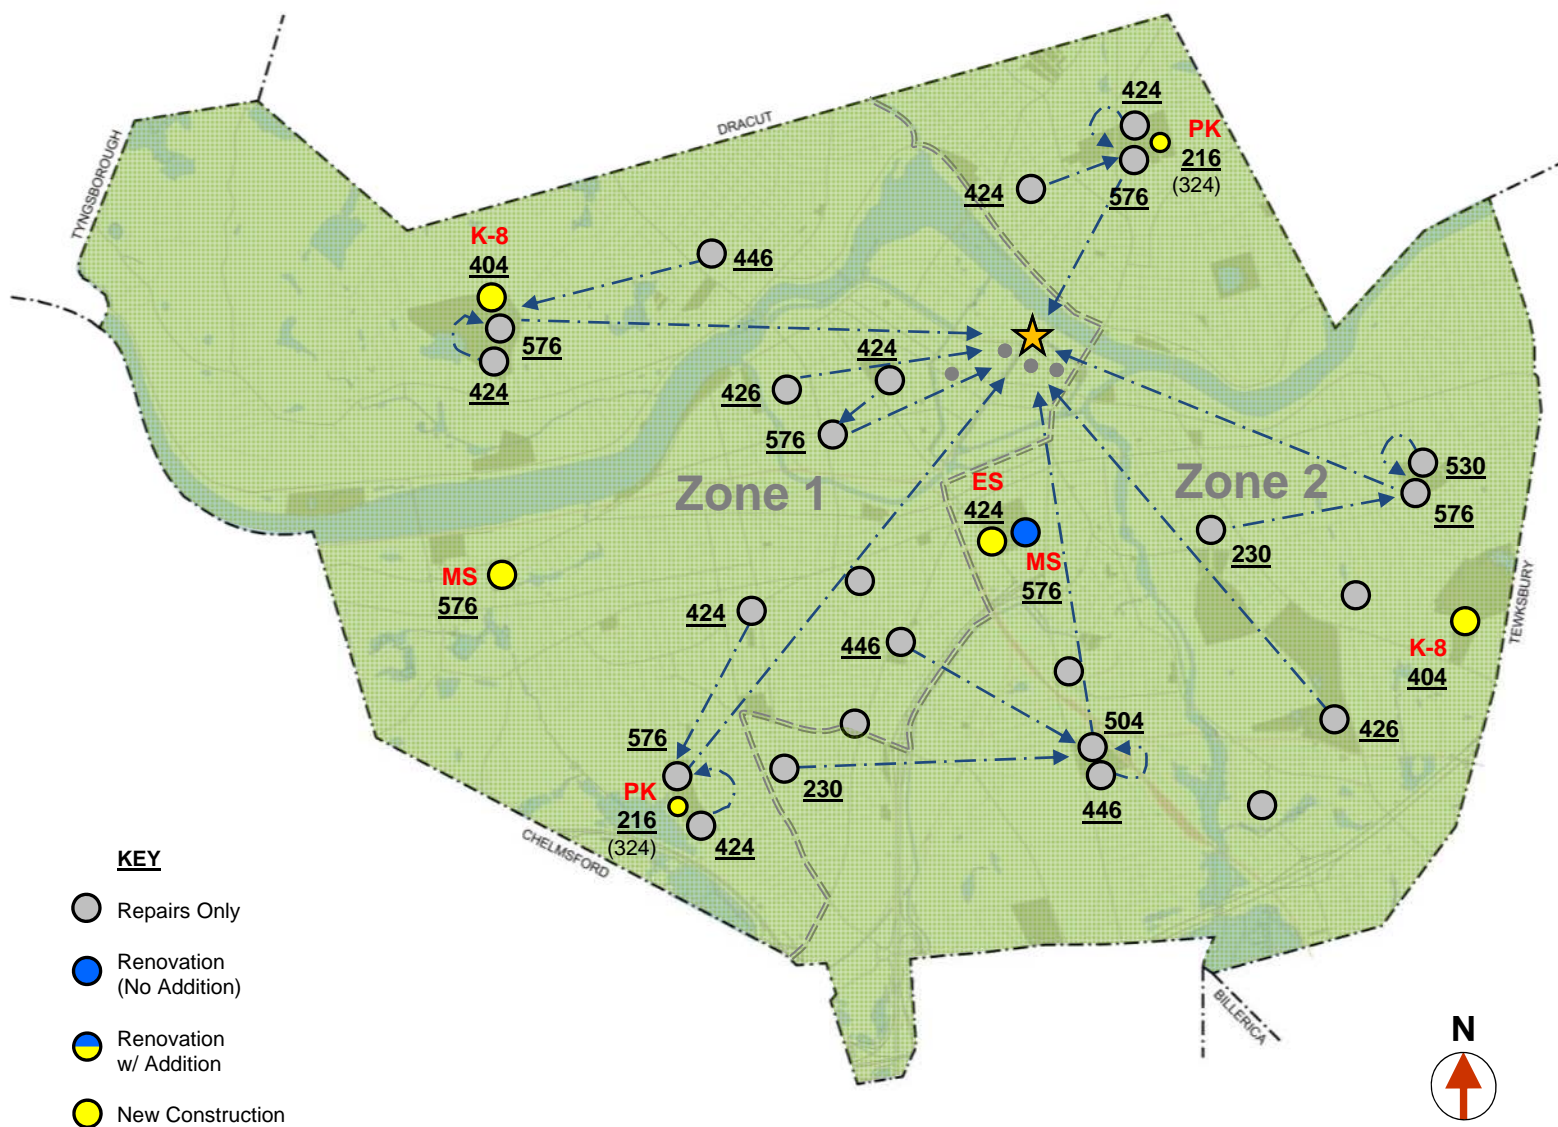 DRACUT
TYNGSBOROUGH
424
PK
216
(324)
576
424
K-8
404
446
576
424
424
426
576
Zone 1
Zone 2
ES
424
MS
576
530
576
230
MS
576
424
446
K-8
404
TEWKSBURY
426
504
446
576
230
PK
216
(324)
424
CHELMSFORD
BILLERICA
KEY
Repairs Only
Renovation
(No Addition)
Renovation
w/ Addition
New Construction
N